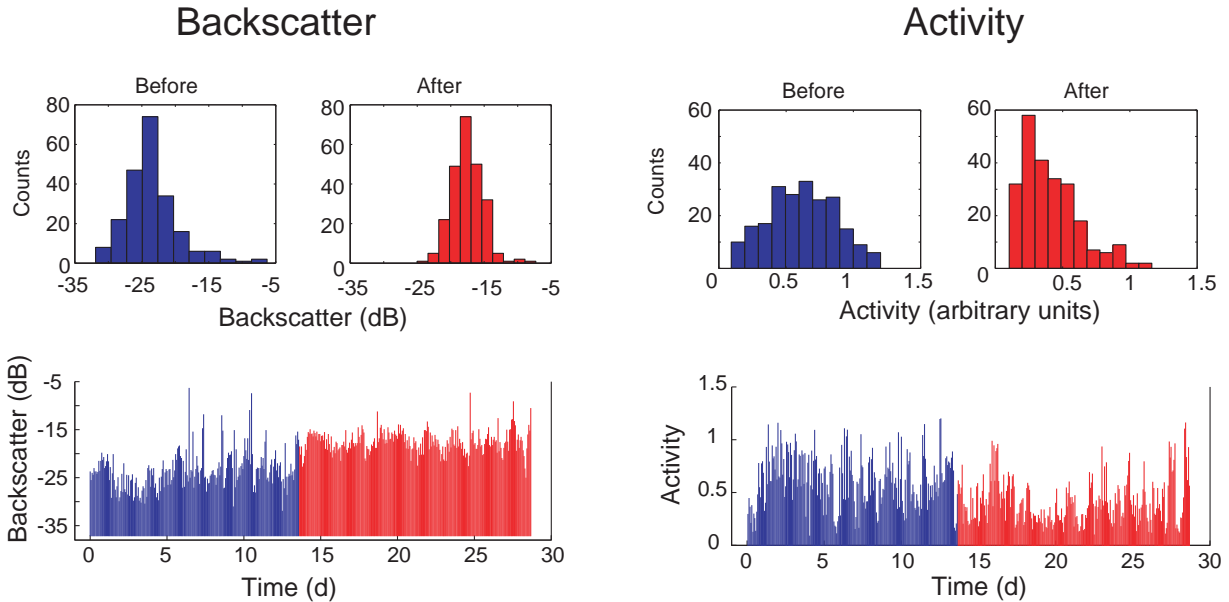 Backscatter
Activity
Before
After
Before
After
80
60
40
20
0
80
60
40
20
0
60
40
20
0
60
40
20
0
Counts
Counts
-35 -25 -15 -5
-35 -25 -15 -5
0 0.5 1 1.5
0.5 1 1.5
Backscatter (dB)
Activity (arbitrary units)
Backscatter (dB)
-5
-15
-25
-35
0 5 10 15 20 25 30
Time (d)
Activity
1.5
1
0.5
0
0 5 10 15 20 25 30
Time (d)